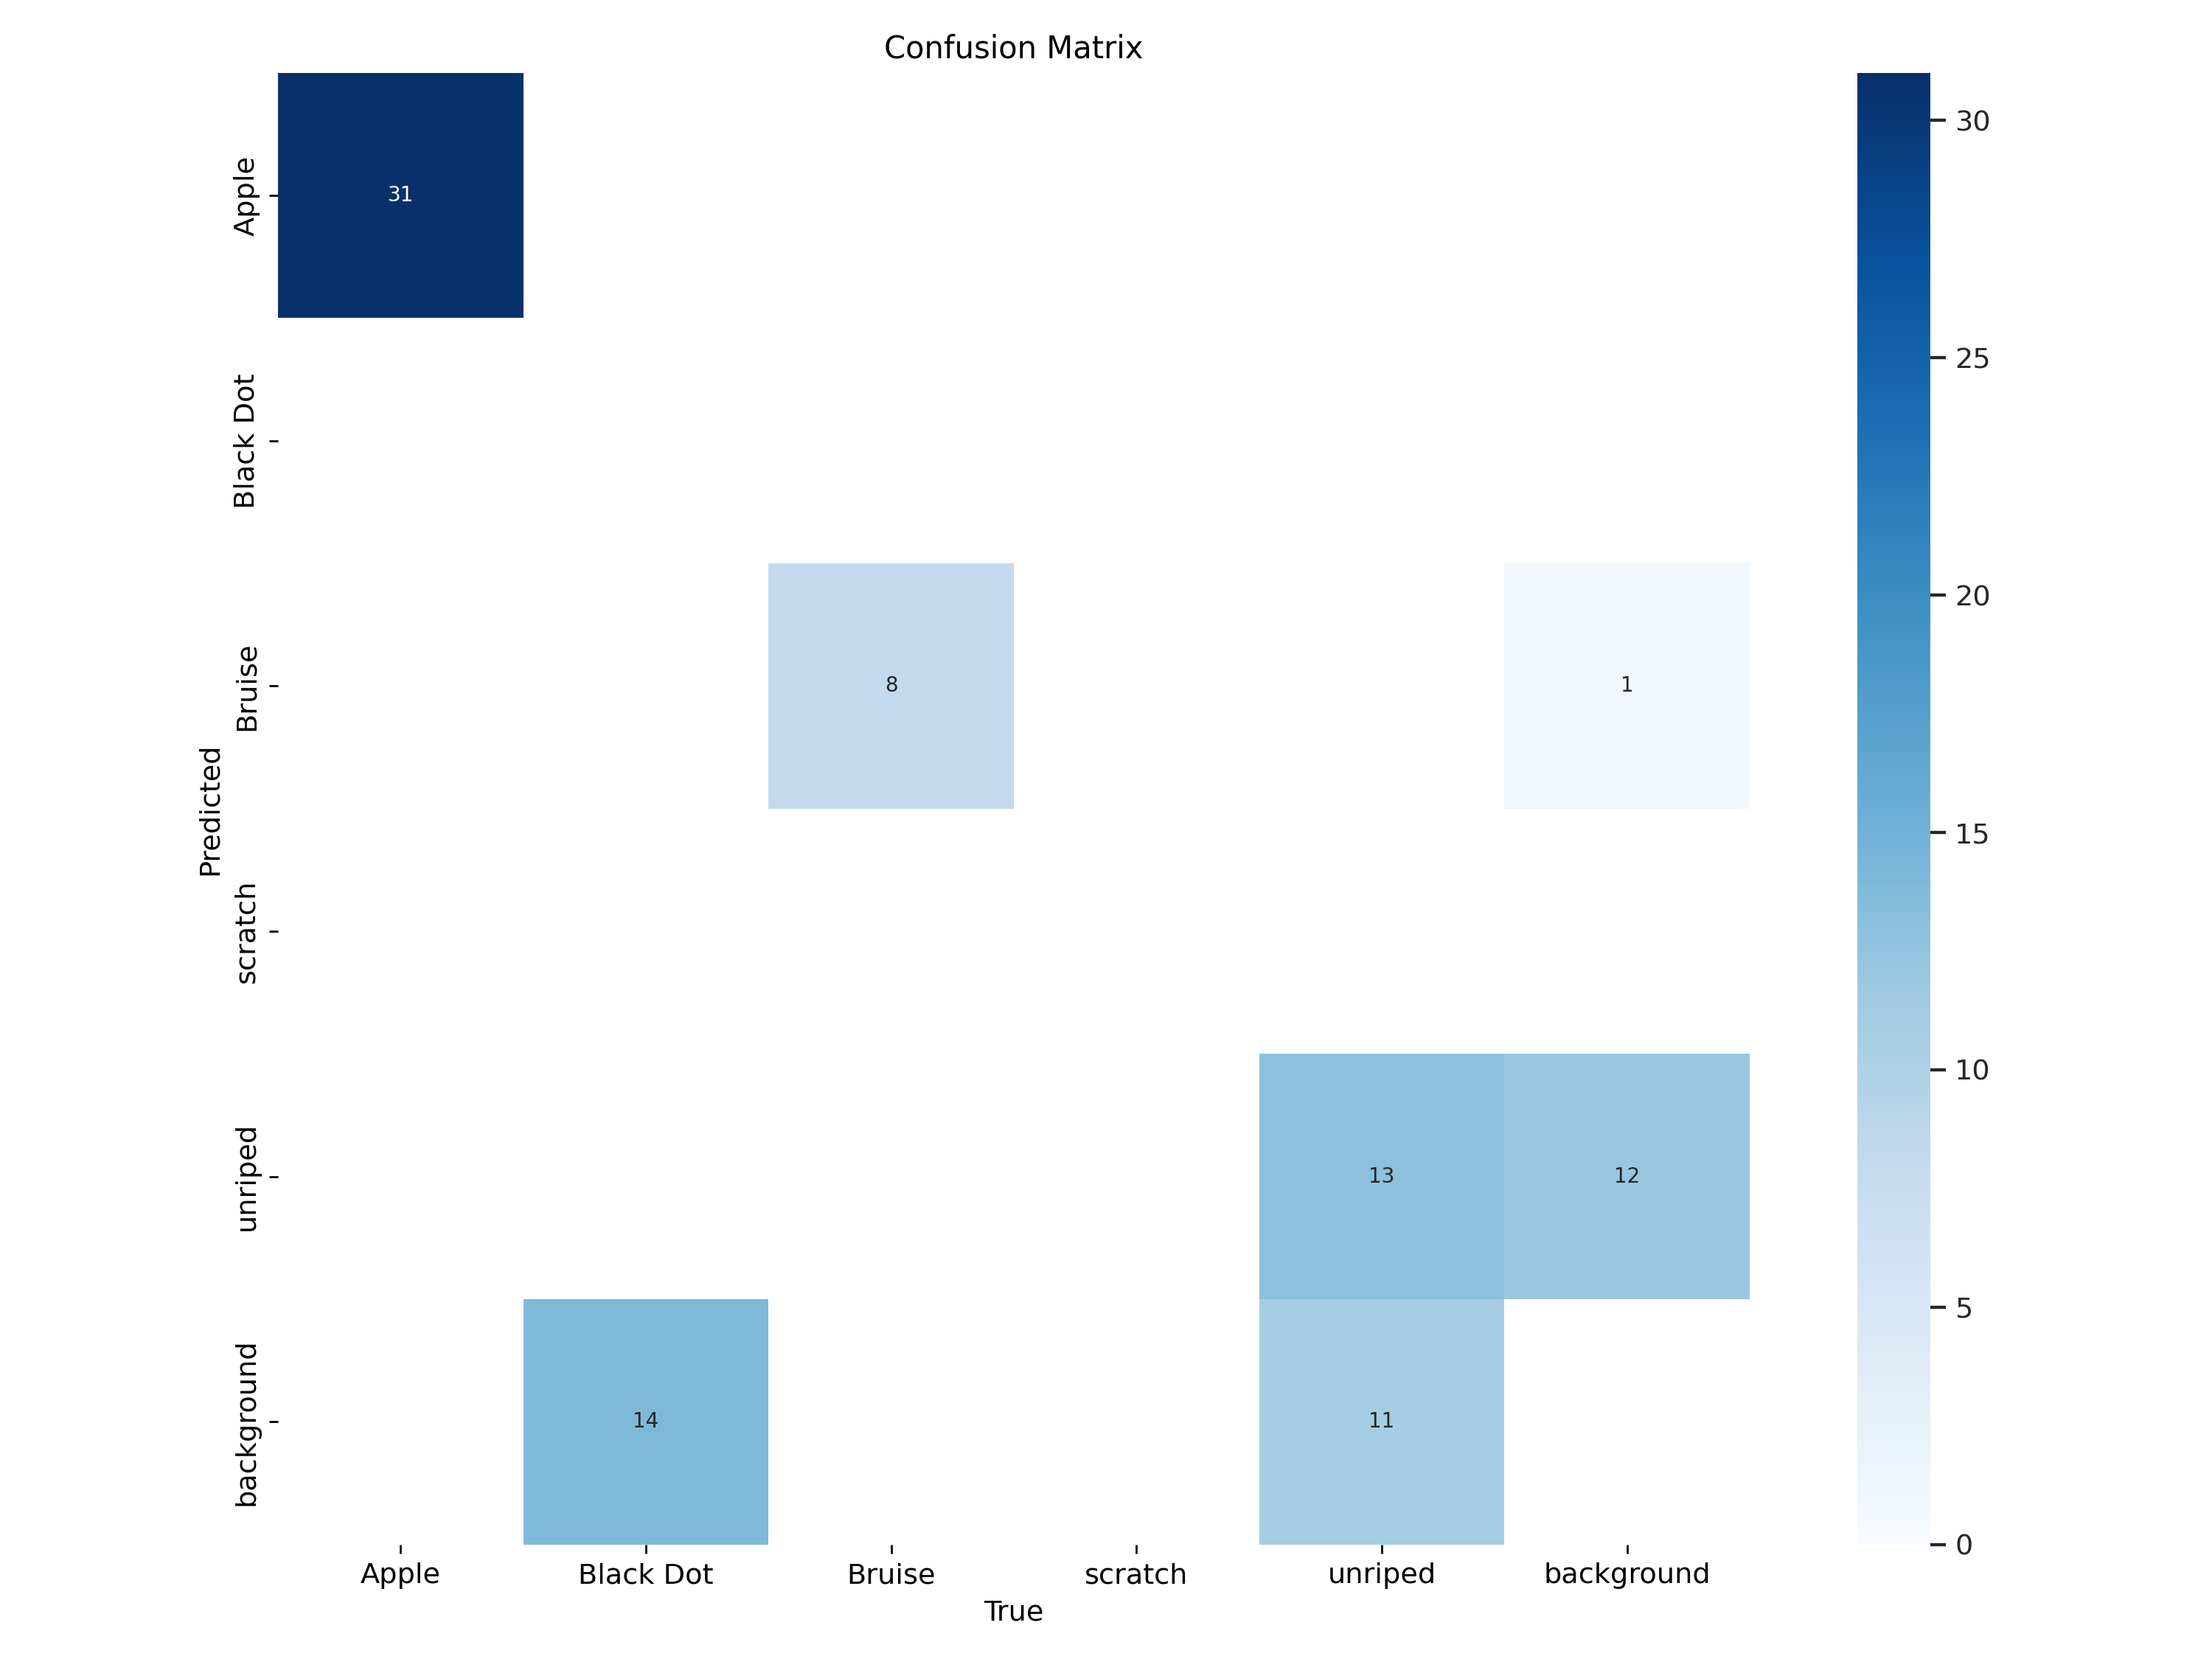 Confusion Matrix
Apple
31
30
25
Black Dot
20
Bruise
8
1
Predicted
15
scratch
10
unriped
13
12
5
background
14
11
0
Apple
Black Dot
Bruise
scratch
unriped
background
True